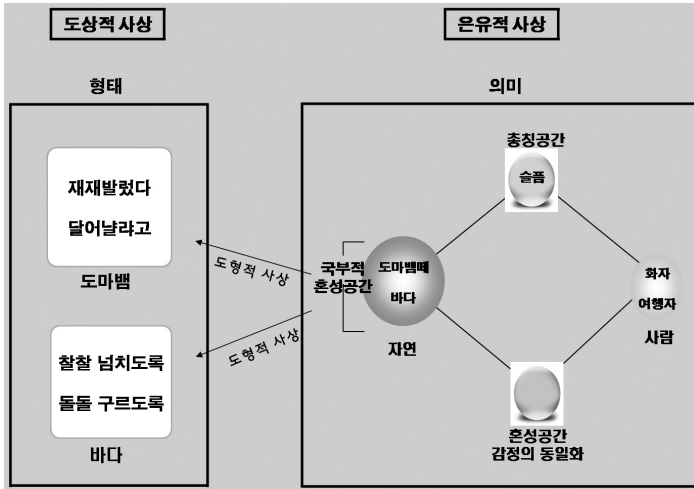 도상적 사상
은유적 사상
형태
의미
재재발렀다
달어날랴고
도마뱀
찰찰 넘치도록
돌돌 구르도록
바다
도형적 사상
도형적 사상
국부적
혼성공간
총칭공간
슬픔
도마뱀떼
바다
자연
화자
여행자
사람
혼성공간
감정의 동일화